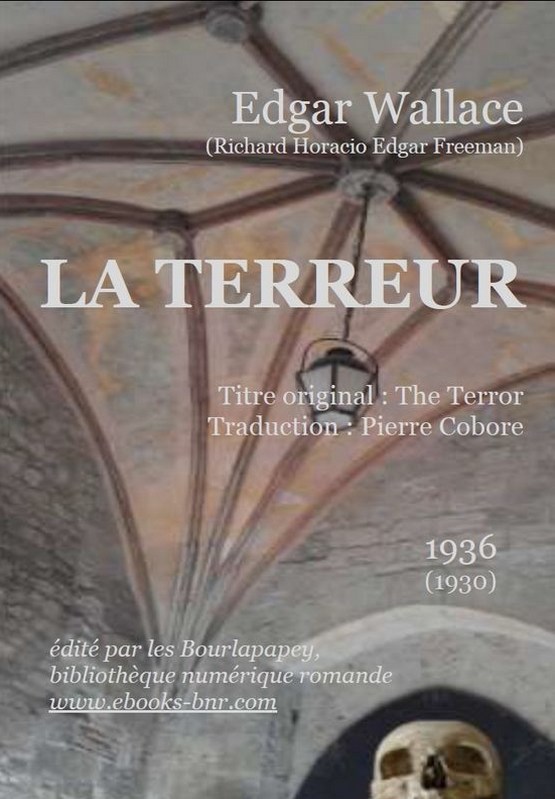 Edgar Wallace
(Richard Horacio Edgar Freeman)
LA TERREUR
Titre original : The Terror
Traduction : Pierre Cobore
1936
(1930)
édité par les Bourlapapey,
bibliothèque numérique romande
www.ebooks-bnr.com